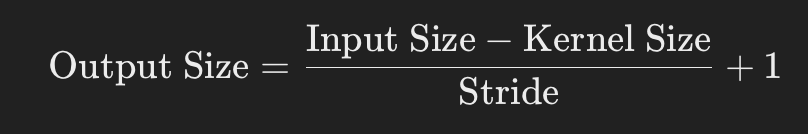 Output Size = (Input Size − Kernel Size) / Stride + 1